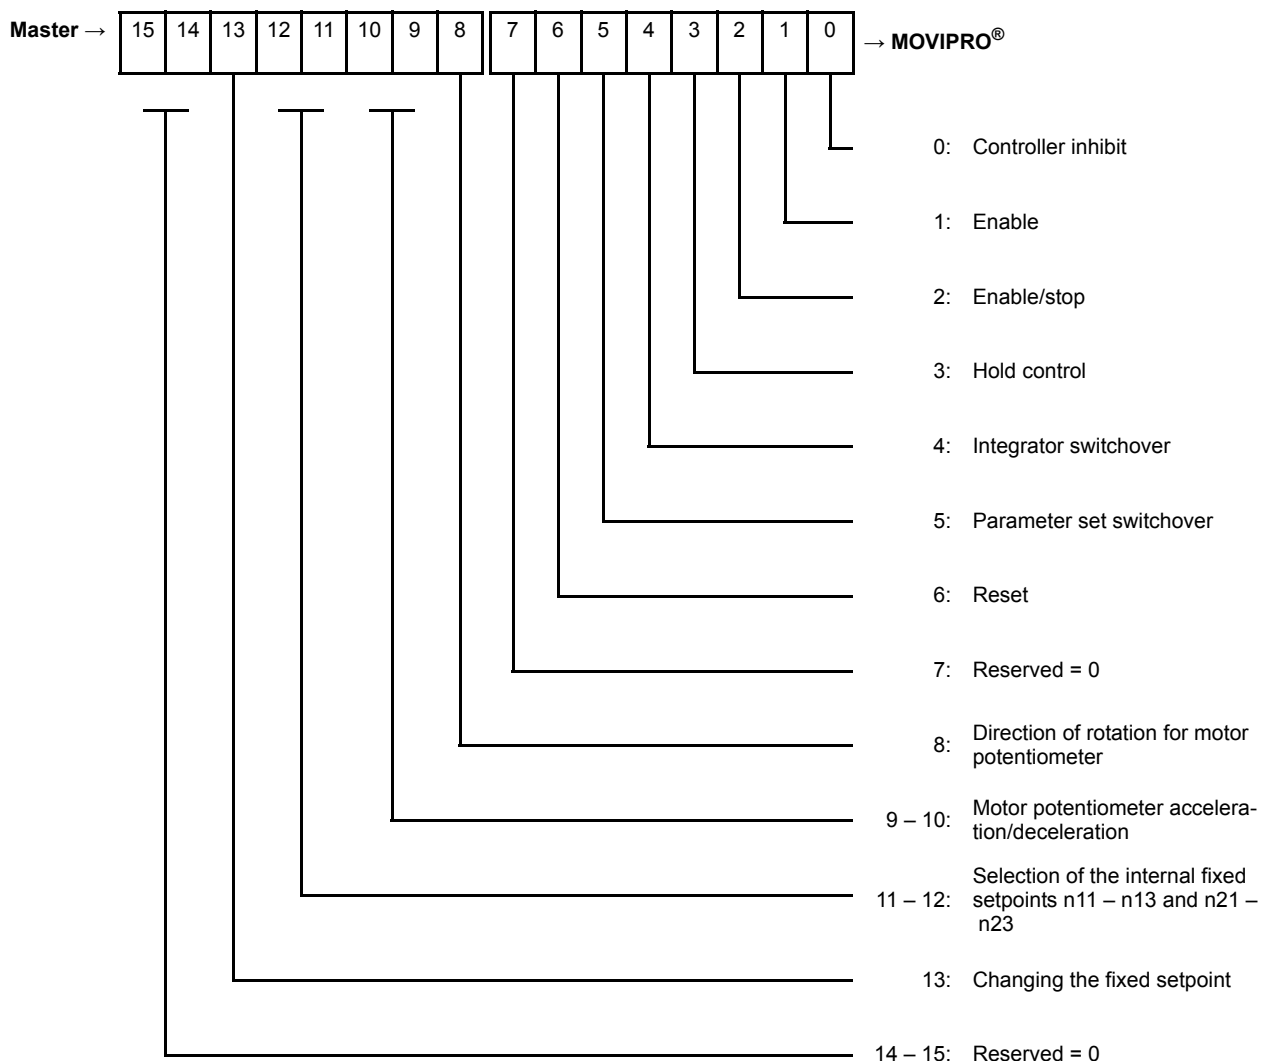 Master → 15 14 13 12 11 10 9 8 7 6 5 4 3 2 1 0 → MOVIPRO®
0: Controller inhibit
1: Enable
2: Enable/stop
3: Hold control
4: Integrator switchover
5: Parameter set switchover
6: Reset
7: Reserved = 0
8: Direction of rotation for motor
potentiometer
9 – 10: Motor potentiometer accelera-
tion/deceleration
11 – 12: Selection of the internal fixed
setpoints n11 – n13 and n21 –
n23
13: Changing the fixed setpoint
14 – 15: Reserved = 0